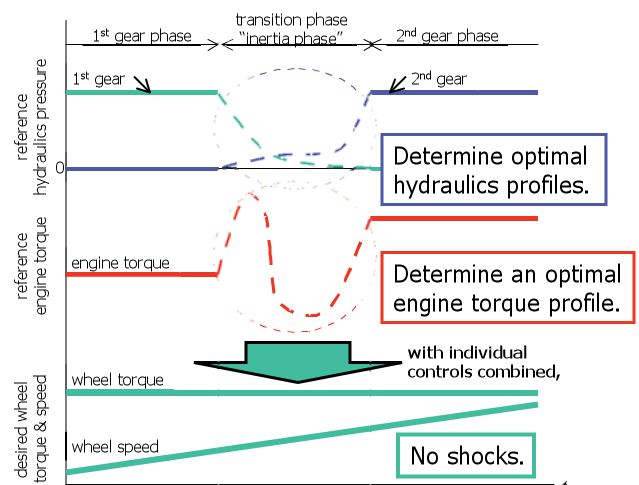 transition phase
1st gear phase
"inertia phase"
2nd gear phase
1st gear
2nd gear
reference
hydraulics pressure
0
Determine optimal
hydraulics profiles.
reference
engine torque
engine torque
Determine an optimal
engine torque profile.
with individual
controls combined,
desired wheel
torque & speed
wheel torque
wheel speed
No shocks.